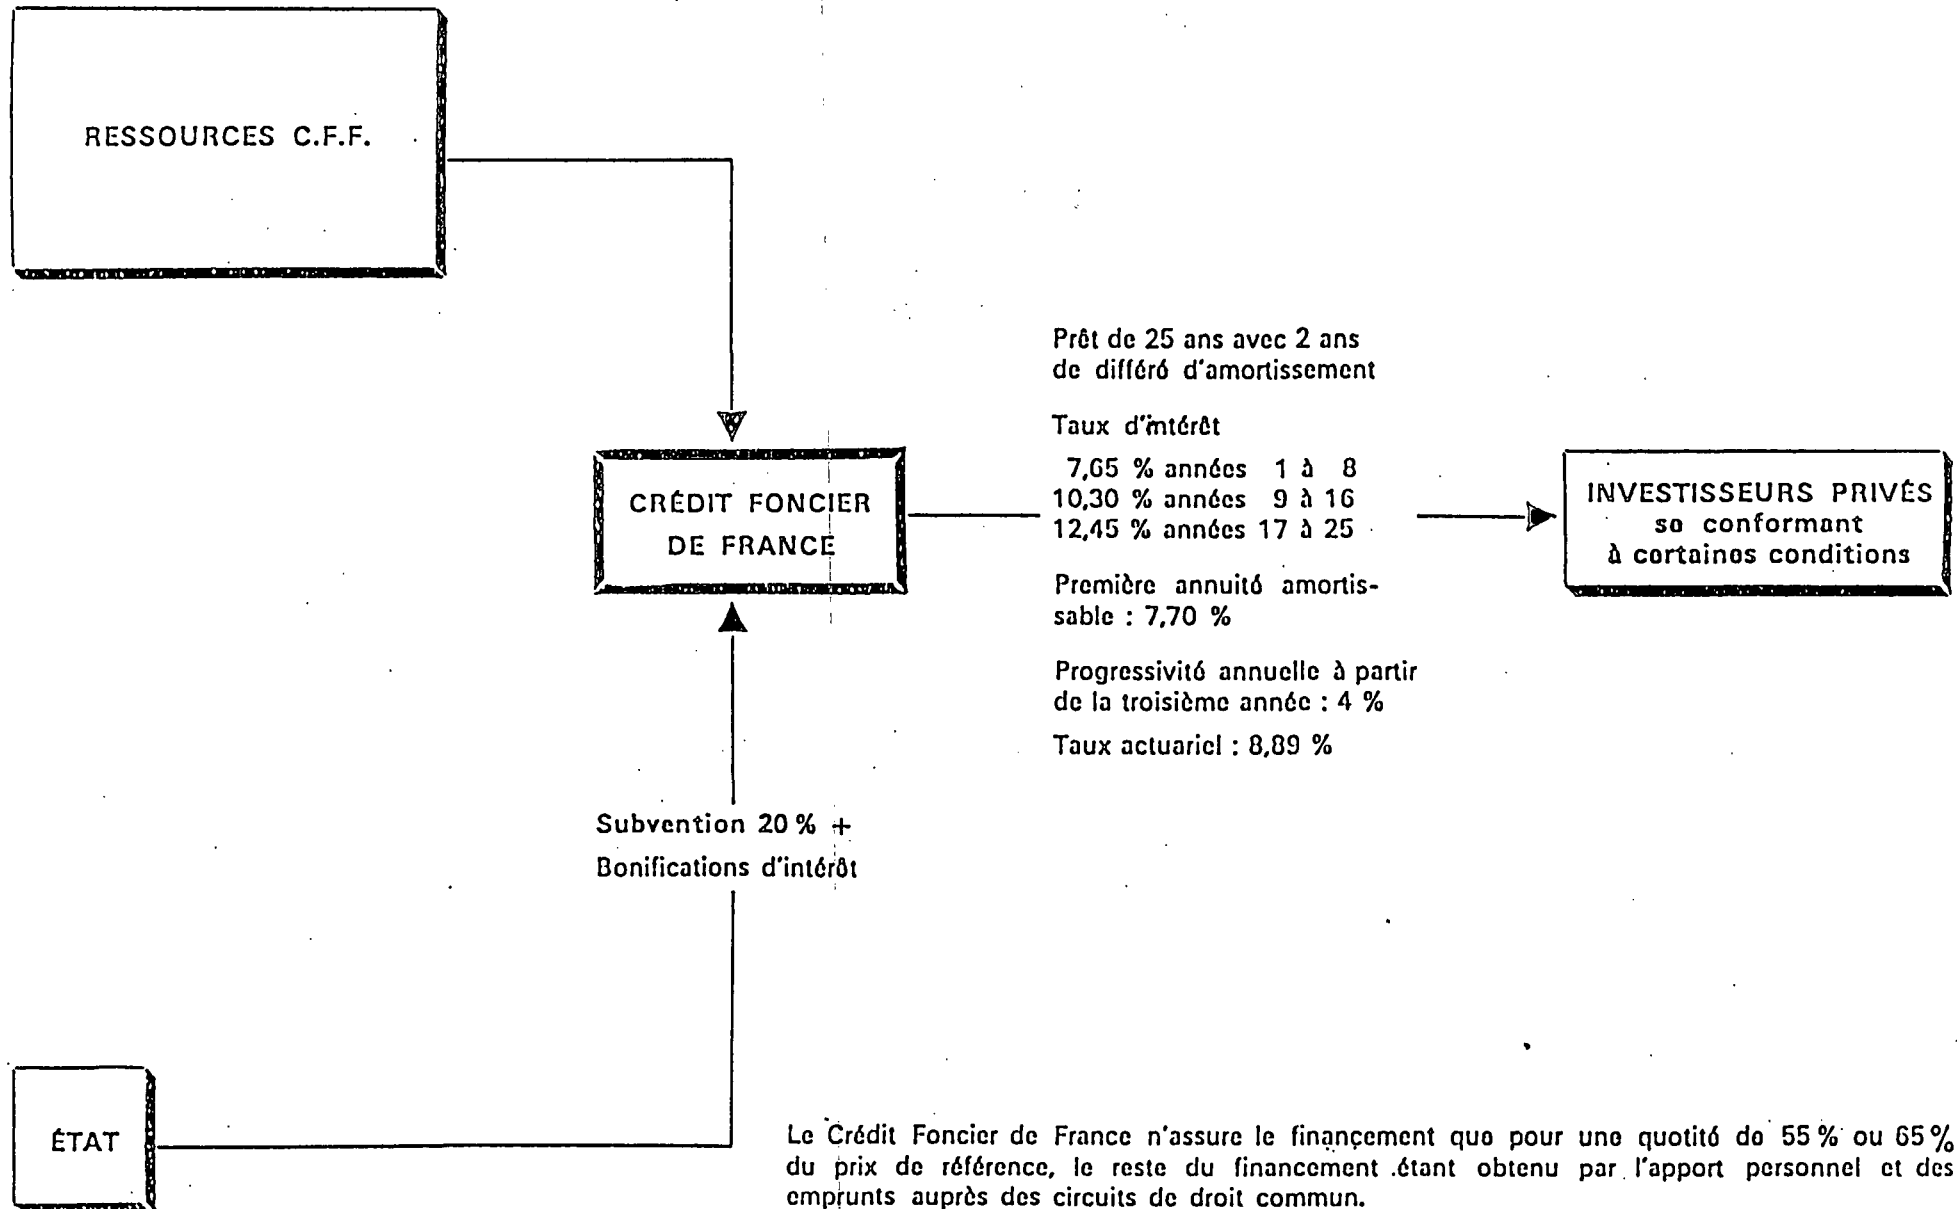 RESSOURCES C.F.F.
Prêt de 25 ans avec 2 ans
de différé d'amortissement
Taux d'intérêt
7,65 % années 1 à 8
10,30 % années 9 à 16
12,45 % années 17 à 25
Première annuité amortis-
sable : 7,70 %
Progressivité annuelle à partir
de la troisième année : 4 %
Taux actuariel : 8,89 %
CRÉDIT FONCIER
DE FRANCE
INVESTISSEURS PRIVÉS
se conformant
à certaines conditions
Subvention 20 % +
Bonifications d'intérêt
ÉTAT
Le Crédit Foncier de France n'assure le financement que pour une quotité de 55 % ou 65 %
du prix de référence, le reste du financement étant obtenu par l'apport personnel et des
emprunts auprès des circuits de droit commun.